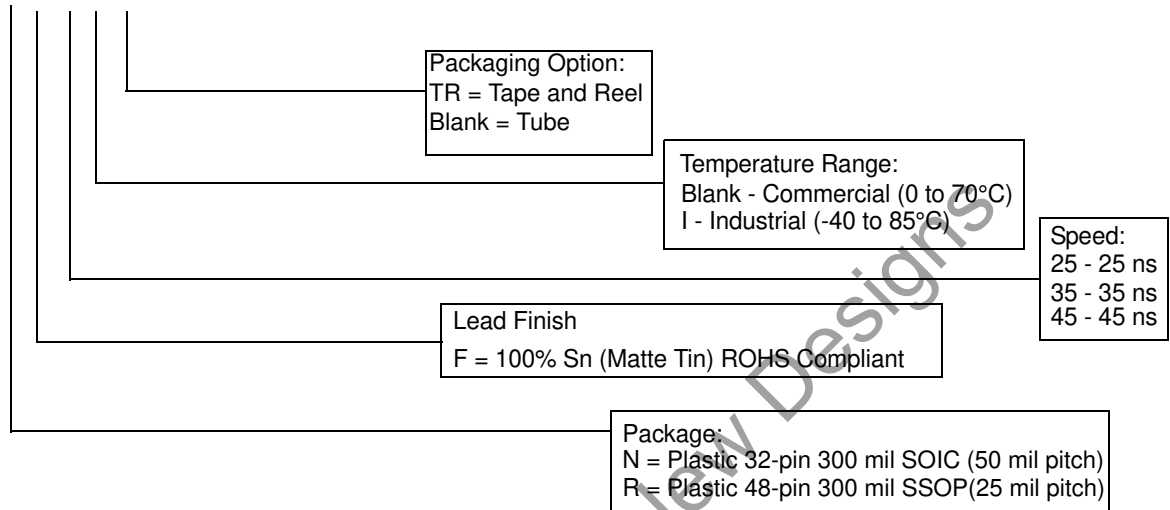 Packaging Option:
TR = Tape and Reel
Blank = Tube
Temperature Range:
Blank - Commercial (0 to 70°C)
I - Industrial (-40 to 85°C)
Speed:
25 - 25 ns
35 - 35 ns
45 - 45 ns
Lead Finish
F = 100% Sn (Matte Tin) ROHS Compliant
Package:
N = Plastic 32-pin 300 mil SOIC (50 mil pitch)
R = Plastic 48-pin 300 mil SSOP(25 mil pitch)
New Designs